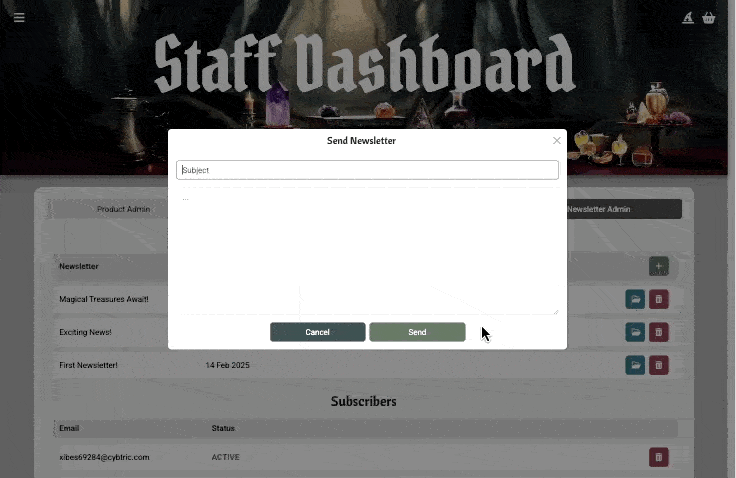 Staff Dashboard
Send Newsletter
Subject
...
Cancel
Send
Product Admin
Newsletter Admin
Newsletter
Magical Treasures Await!
Exciting News!
First Newsletter!
14 Feb 2025
Subscribers
Email
Status
xibes69284@cybtric.com
ACTIVE